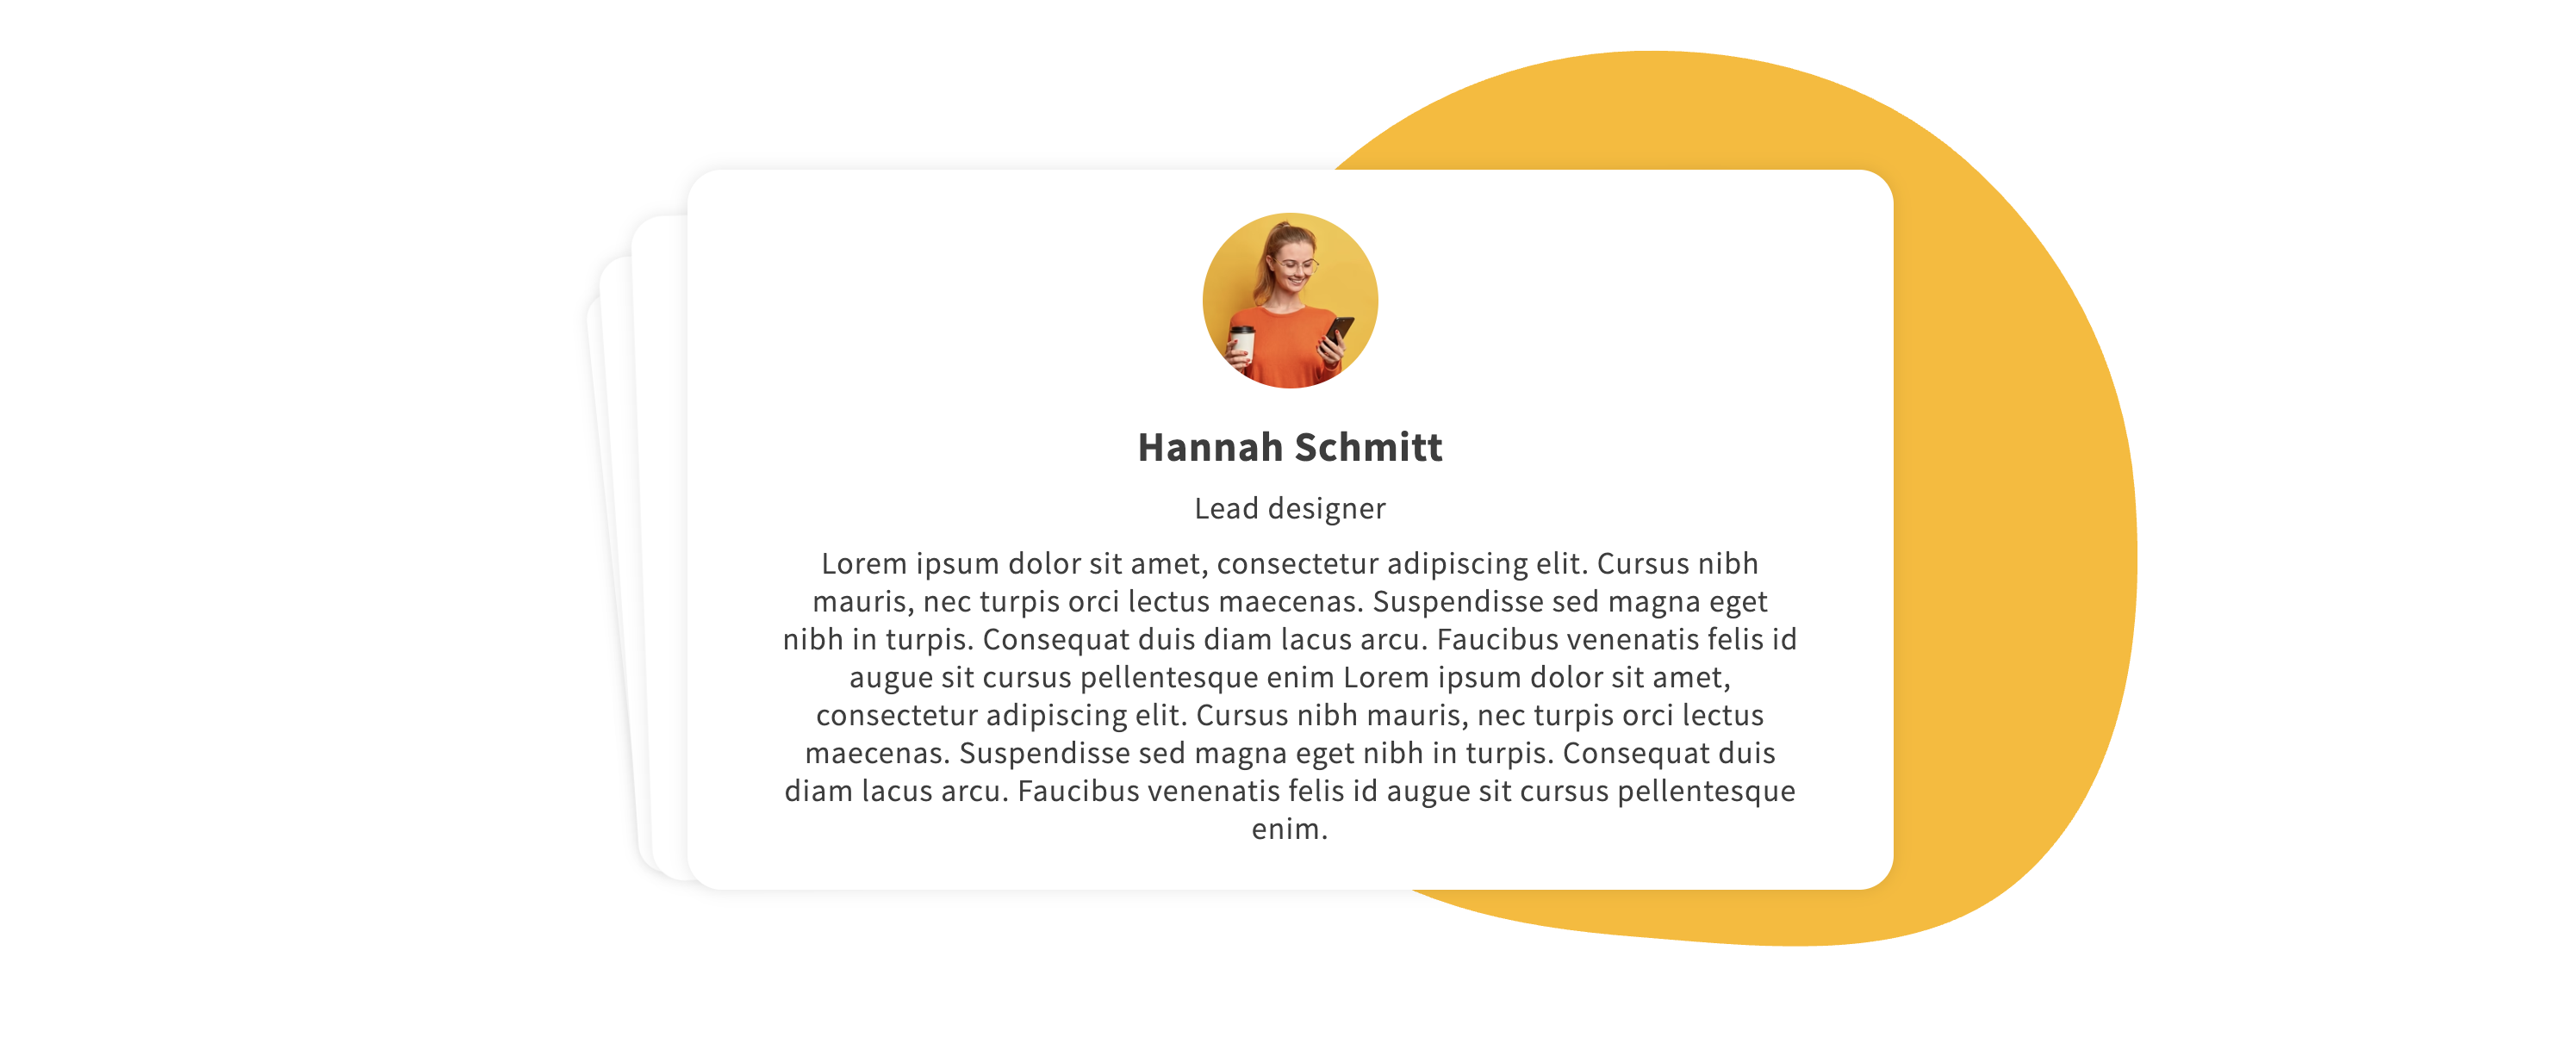 Hannah Schmitt
Lead designer
Lorem ipsum dolor sit amet, consectetur adipiscing elit. Cursus nibh
mauris, nec turpis orci lectus maecenas. Suspendisse sed magna eget
nibh in turpis. Consequat duis diam lacus arcu. Faucibus venenatis felis id
augue sit cursus pellentesque enim Lorem ipsum dolor sit amet,
consectetur adipiscing elit. Cursus nibh mauris, nec turpis orci lectus
maecenas. Suspendisse sed magna eget nibh in turpis. Consequat duis
diam lacus arcu. Faucibus venenatis felis id augue sit cursus pellentesque
enim.